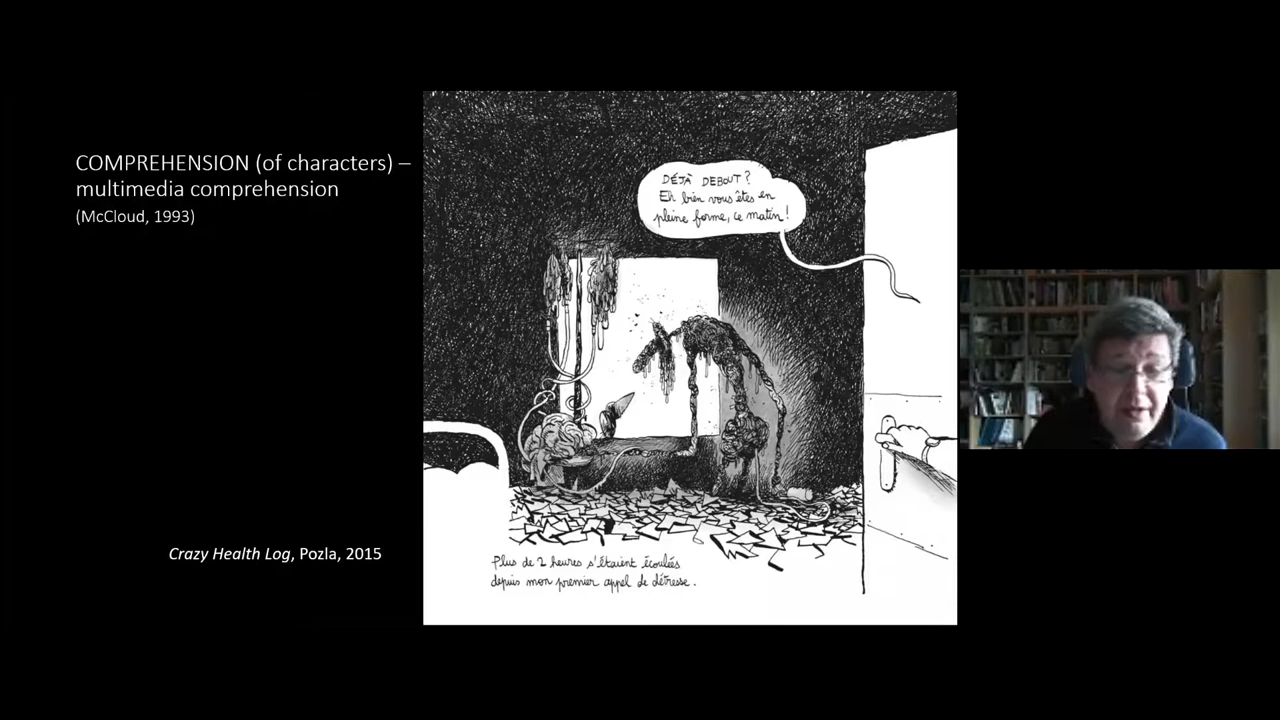 COMPREHENSION (of characters) –
multimedia comprehension
(McCloud, 1993)
DÉJÀ DEBOUT?
Eh bien vous êtes en
pleine forme, ce matin!
Crazy Health Log, Pozla, 2015
Plus de 2 heures s'étaient écoulées
depuis mon premier appel de détresse.